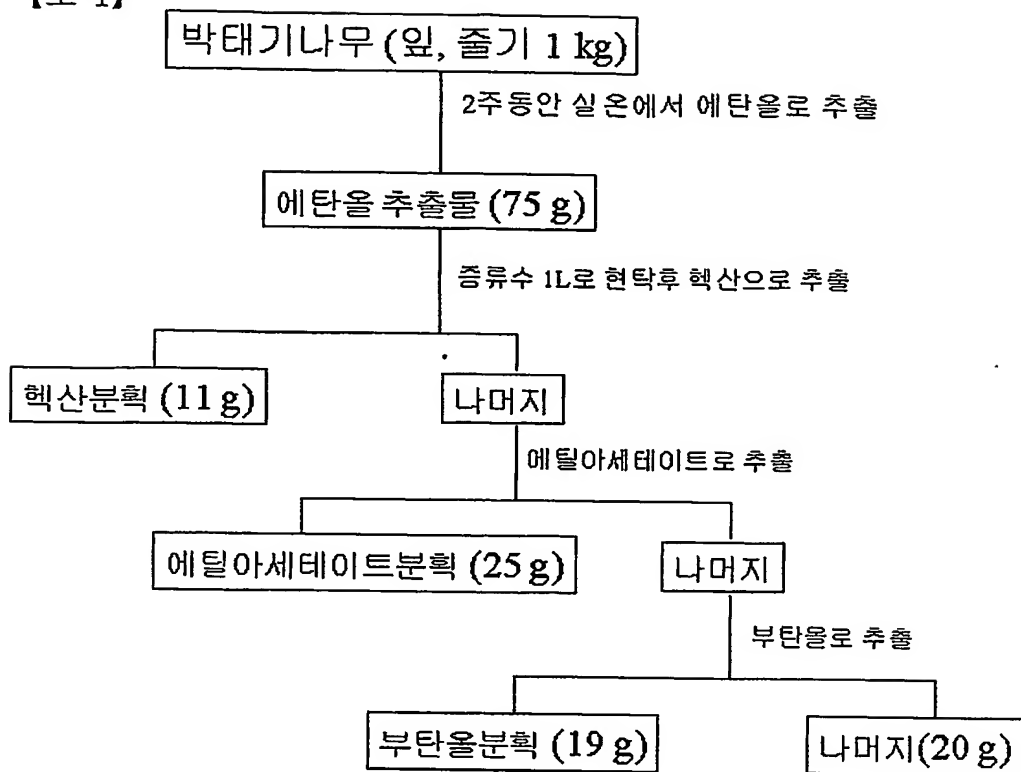 【도 1】
박태기나무 (잎, 줄기 1 kg)
2주동안 실온에서 에탄올로 추출
에탄올 추출물 (75 g)
증류수 1L로 현탁후 헥산으로 추출
헥산분획 (11 g)
나머지
에틸아세테이트로 추출
에틸아세테이트분획 (25 g)
나머지
부탄올로 추출
부탄올분획 (19 g)
나머지(20 g)